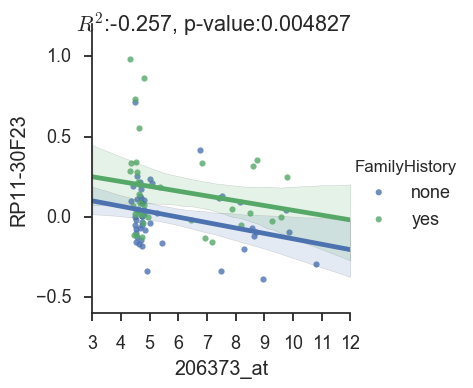 R²:-0.257, p-value:0.004827
1.0
0.5
0.0
−0.5
RP11-30F23
3 4 5 6 7 8 9 10 11 12
206373_at
FamilyHistory
none
yes